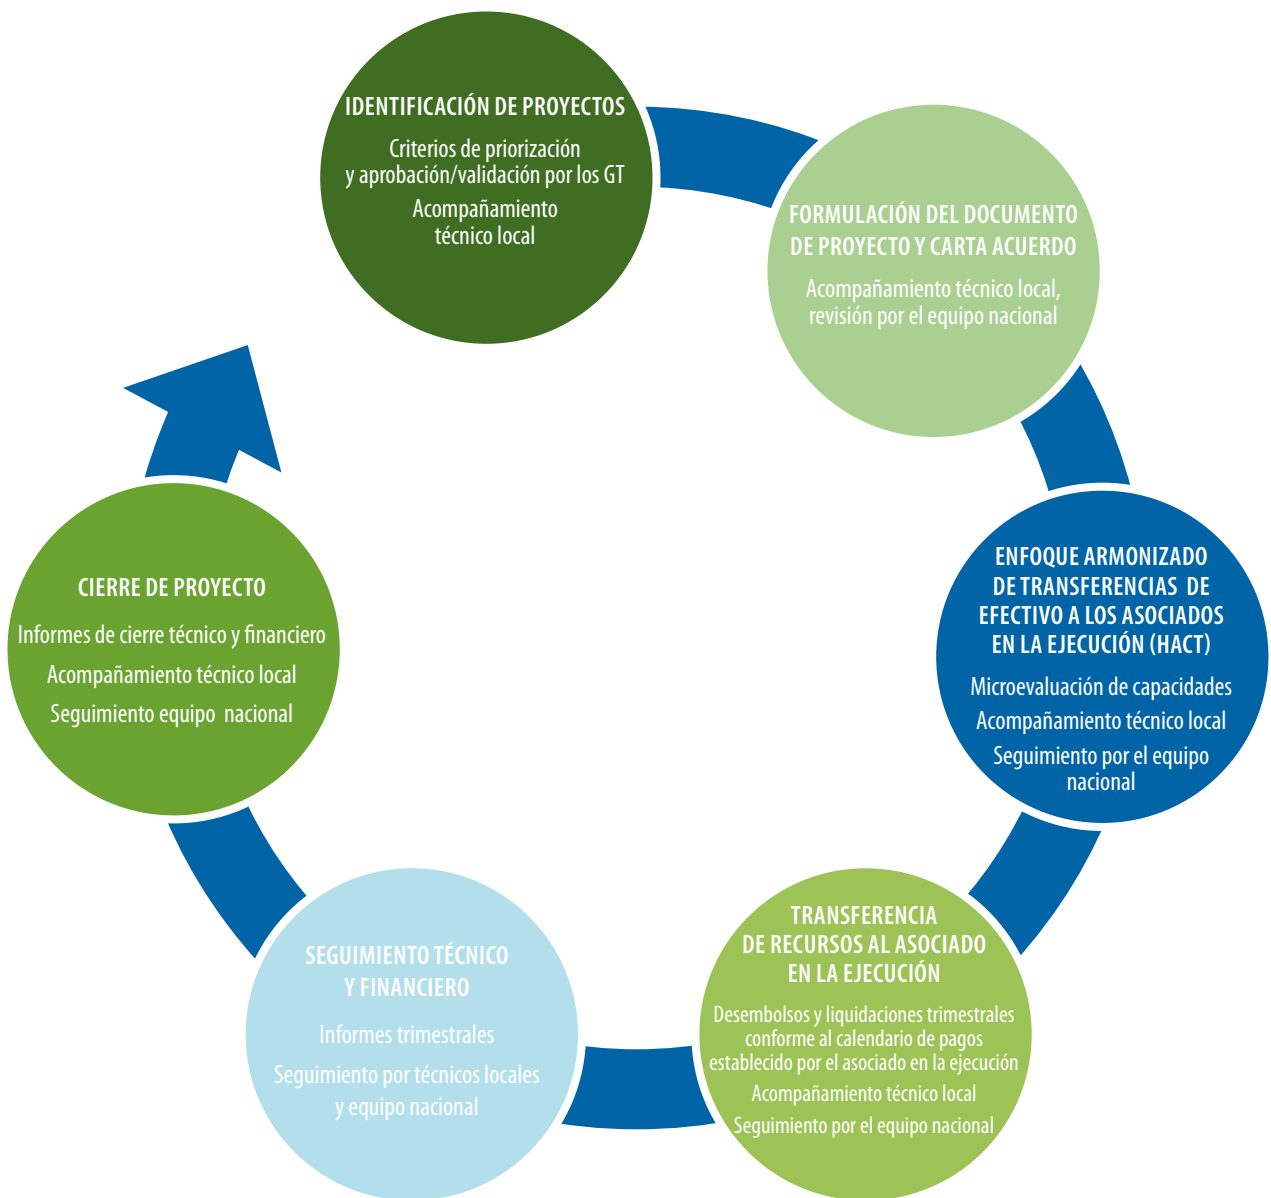 IDENTIFICACIÓN DE PROYECTOS
Criterios de priorización
y aprobación/validación por los GT
Acompañamiento
técnico local
FORMULACIÓN DEL DOCUMENTO
DE PROYECTO Y CARTA ACUERDO
Acompañamiento técnico local,
revisión por el equipo nacional
ENFOQUE ARMONIZADO
DE TRANSFERENCIAS DE
EFECTIVO A LOS ASOCIADOS
EN LA EJECUCIÓN (HACT)
Microevaluación de capacidades
Acompañamiento técnico local
Seguimiento por el equipo
nacional
TRANSFERENCIA
DE RECURSOS AL ASOCIADO
EN LA EJECUCIÓN
Desembolsos y liquidaciones trimestrales
conforme al calendario de pagos
establecido por el asociado en la ejecución
Acompañamiento técnico local
Seguimiento por el equipo nacional
SEGUIMIENTO TÉCNICO
Y FINANCIERO
Informes trimestrales
Seguimiento por técnicos locales
y equipo nacional
CIERRE DE PROYECTO
Informes de cierre técnico y financiero
Acompañamiento técnico local
Seguimiento equipo nacional